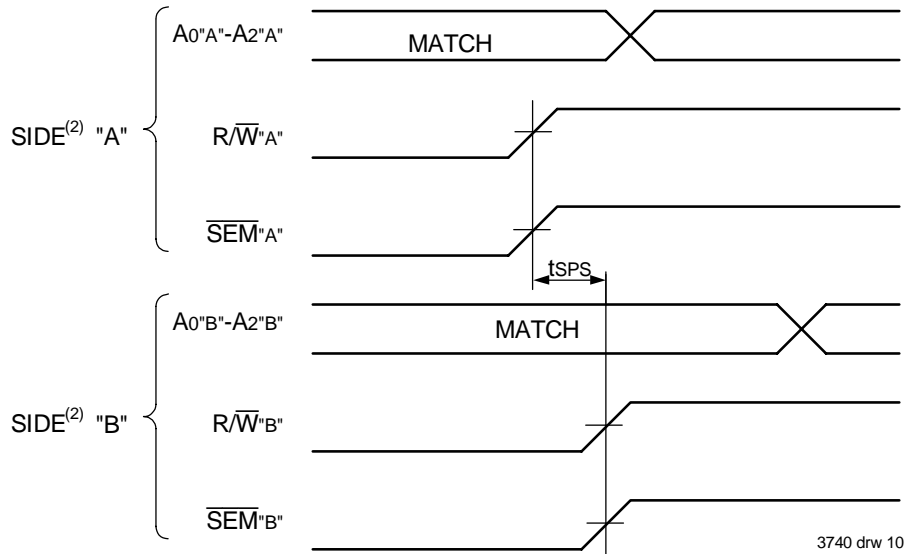 A0"A"-A2"A"
MATCH
SIDE(2) "A"
R/W"A"
SEM"A"
tSPS
A0"B"-A2"B"
MATCH
SIDE(2) "B"
R/W"B"
SEM"B"
3740 drw 10